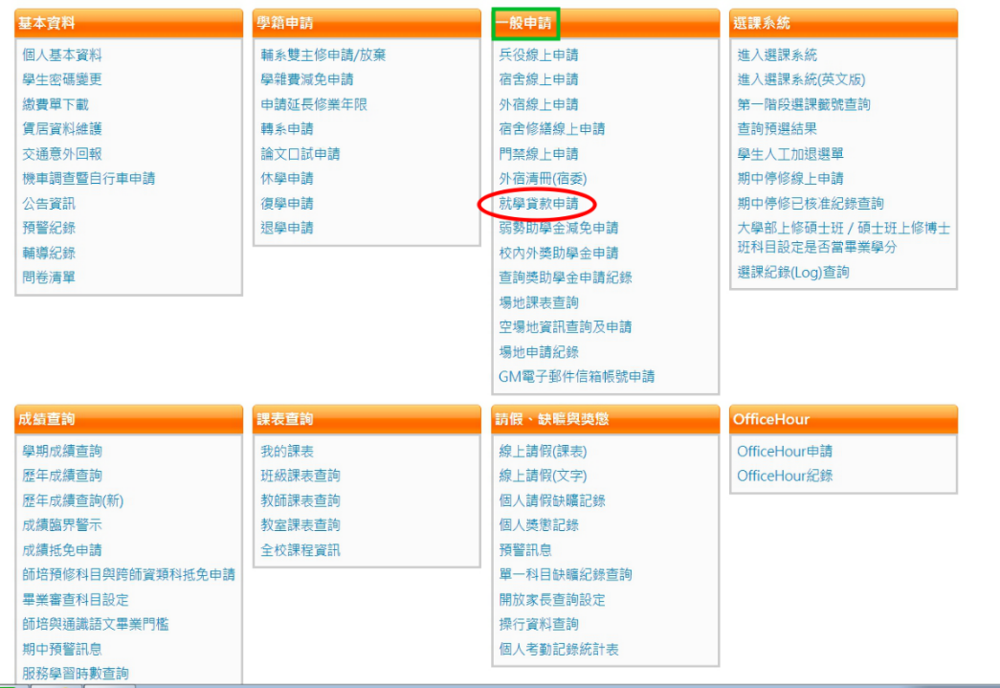 基本資料
個人基本資料
學生密碼變更
繳費單下載
賃居資料維護
交通意外回報
機車調查暨自行車申請
公告資訊
預警紀錄
輔導紀錄
問卷清單
學籍申請
輔系雙主修申請/放棄
學雜費減免申請
申請延長修業年限
轉系申請
論文口試申請
休學申請
復學申請
退學申請
一般申請
兵役線上申請
宿舍線上申請
外宿線上申請
宿舍修繕線上申請
門禁線上申請
外宿清冊(宿委)
就學貸款申請
弱勢助學金減免申請
校內外獎助學金申請
查詢獎助學金申請紀錄
場地課表查詢
空場地資訊查詢及申請
場地申請紀錄
GM電子郵件信箱帳號申請
選課系統
進入選課系統
進入選課系統(英文版)
第一階段選課籤號查詢
查詢預選結果
學生人工加退選單
期中停修線上申請
期中停修已核准紀錄查詢
大學部上修碩士班 / 碩士班上修博士
班科目設定是否當畢業學分
選課紀錄(Log)查詢
成績查詢
學期成績查詢
歷年成績查詢
歷年成績查詢(新)
成績臨界警示
成績抵免申請
師培預修科目與跨師資類科抵免申請
畢業審查科目設定
師培與通識語文畢業門檻
期中預警訊息
服務學習時數查詢
課表查詢
我的課表
班級課表查詢
教師課表查詢
教室課表查詢
全校課程資訊
請假、缺曠與獎懲
線上請假(課表)
線上請假(文字)
個人請假缺曠記錄
個人獎懲記錄
預警訊息
單一科目缺曠紀錄查詢
開放家長查詢設定
操行資料查詢
個人考勤記錄統計表
OfficeHour
OfficeHour申請
OfficeHour紀錄